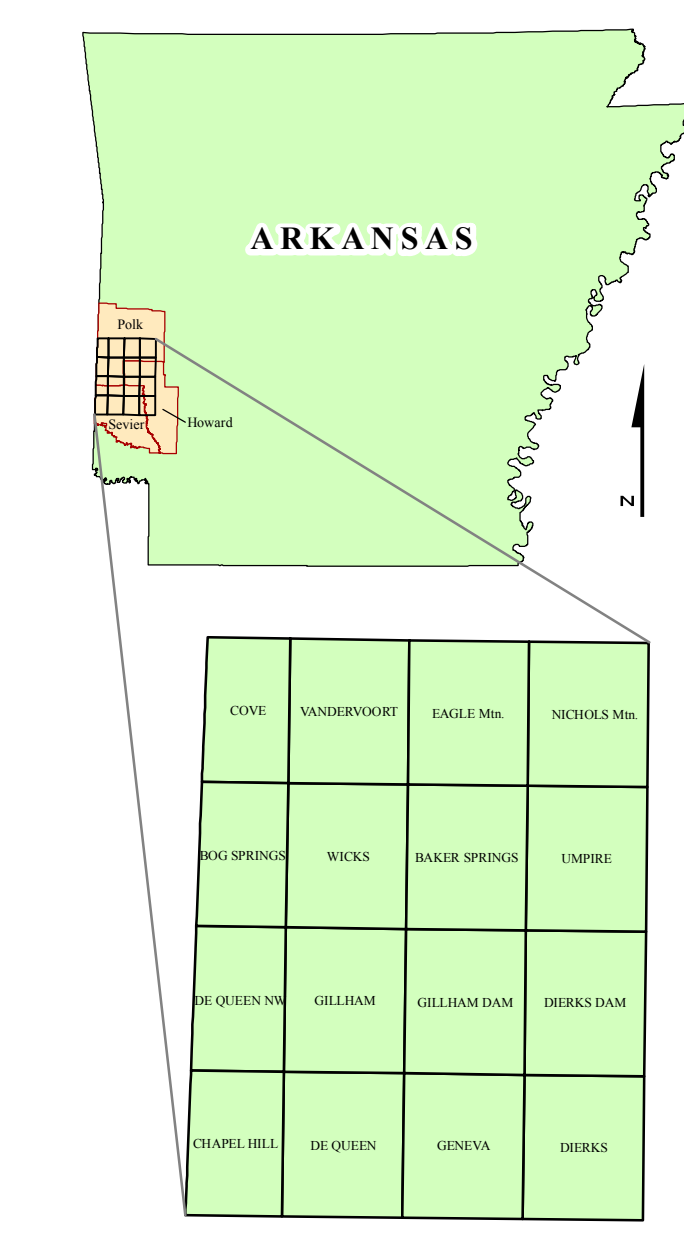 ARKANSAS
Polk
Howard
Sevier
N
COVE
VANDERVOORT
EAGLE Mtn.
NICHOLS Mtn.
BOG SPRINGS
WICKS
BAKER SPRINGS
UMPIRE
DE QUEEN NW
GILLHAM
GILLHAM DAM
DIERKS DAM
CHAPEL HILL
DE QUEEN
GENEVA
DIERKS